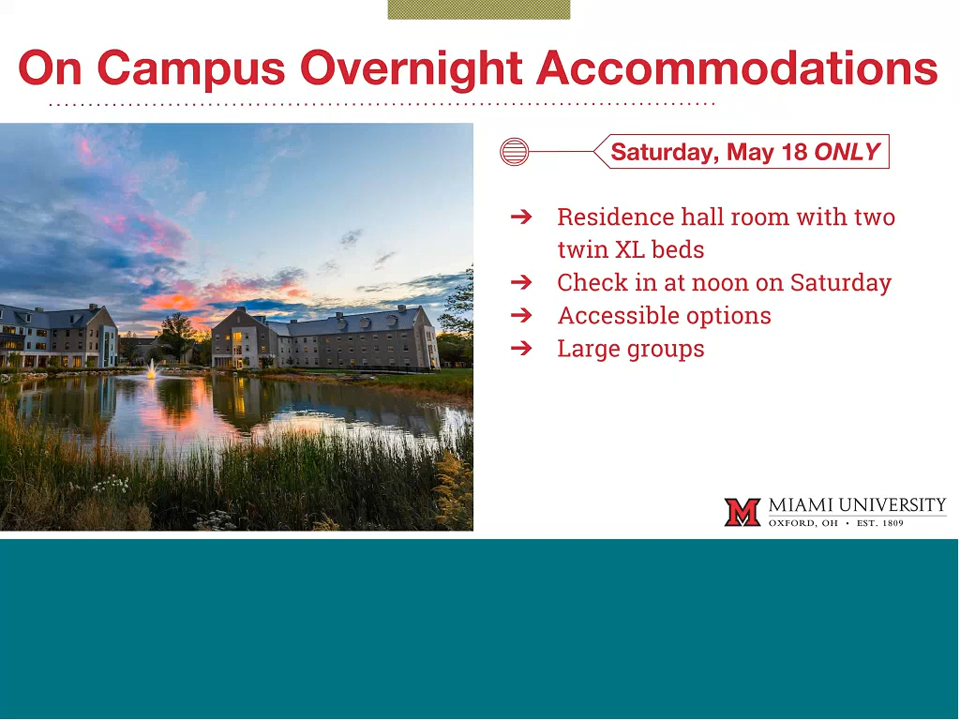 On Campus Overnight Accommodations
Saturday, May 18 ONLY
➔ Residence hall room with two
twin XL beds
➔ Check in at noon on Saturday
➔ Accessible options
➔ Large groups
MIAMI UNIVERSITY
OXFORD, OH • EST. 1809